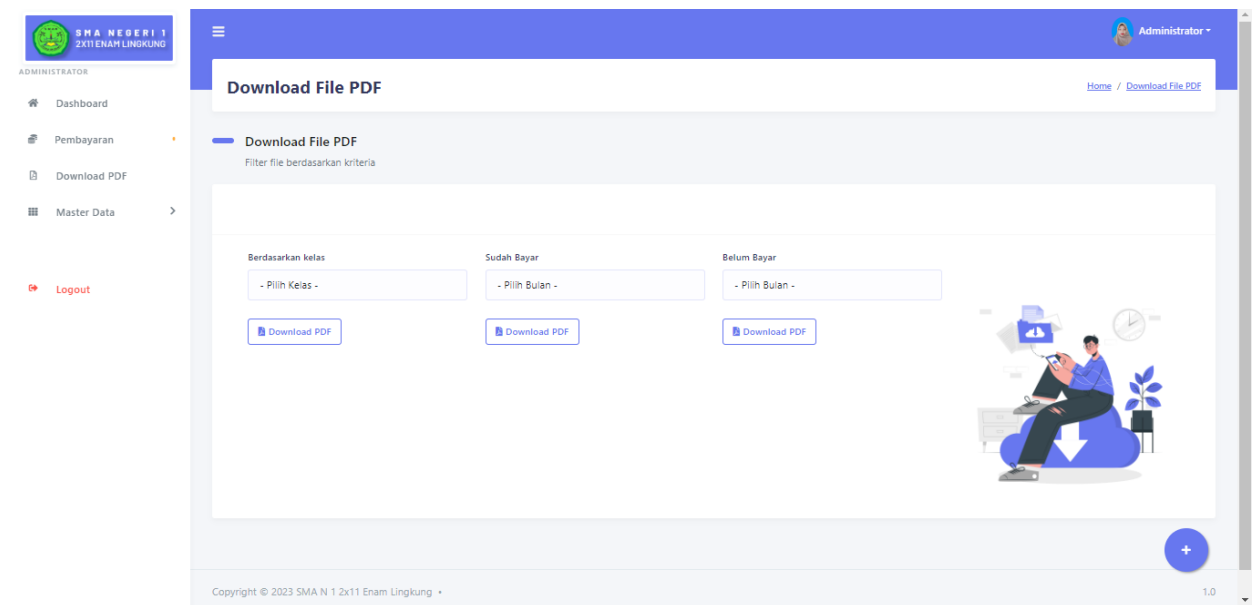 SMA NEGERI 1
2X11 ENAM LINGKUNG
Administrator
ADMINISTRATOR
Dashboard
Pembayaran
Download PDF
Master Data
Logout
Download File PDF
Home / Download File PDF
Download File PDF
Filter file berdasarkan kriteria
Berdasarkan kelas
Sudah Bayar
Belum Bayar
- Pilih Kelas -
- Pilih Bulan -
- Pilih Bulan -
Download PDF
Download PDF
Download PDF
+
Copyright © 2023 SMA N 1 2x11 Enam Lingkung •
1.0